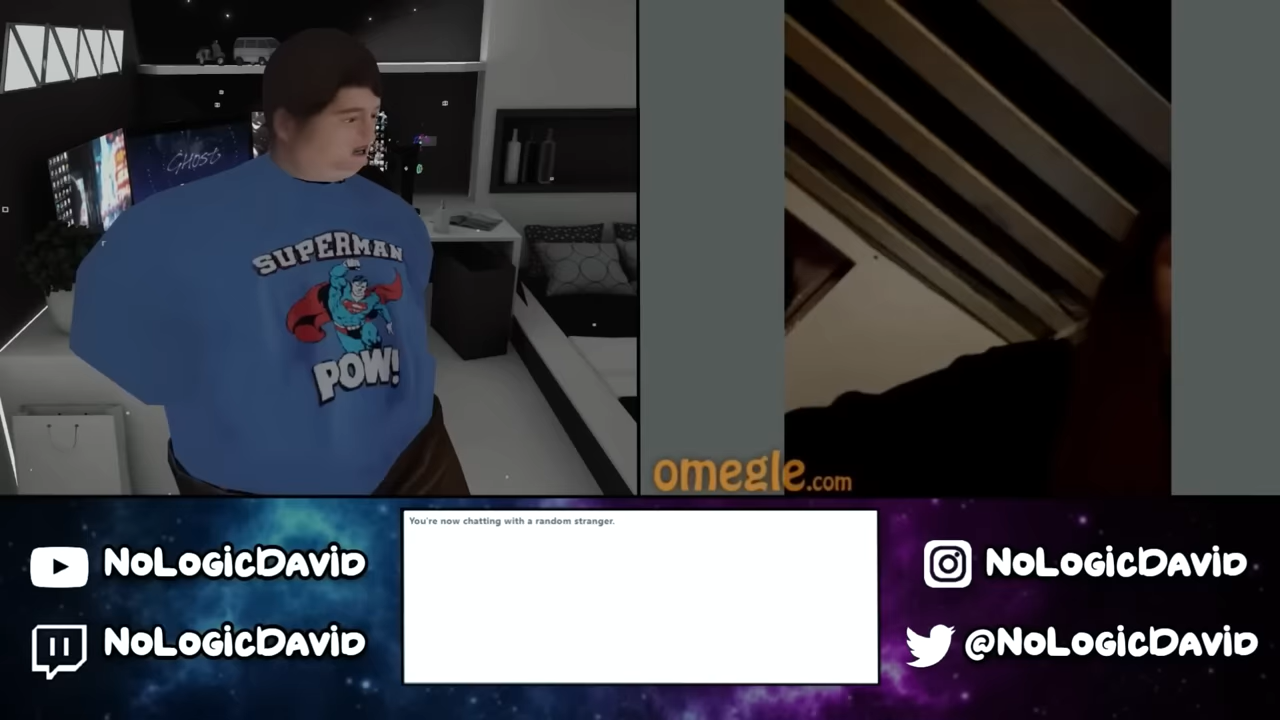 GHOST
SUPERMAN
POW!
omegle.com
You're now chatting with a random stranger.
NoLogicDavid
NoLogicDavid
NoLogicDavid
@NoLogicDavid